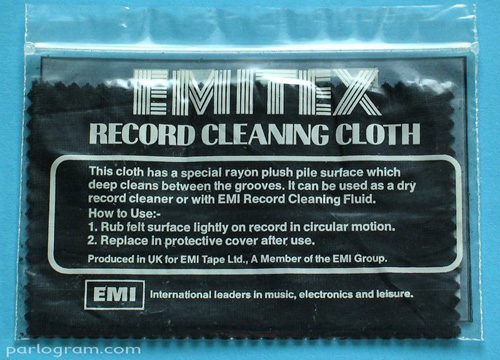 EMITEX
RECORD CLEANING CLOTH
This cloth has a special rayon plush pile surface which
deep cleans between the grooves. It can be used as a dry
record cleaner or with EMI Record Cleaning Fluid.
How to Use:-
1. Rub felt surface lightly on record in circular motion.
2. Replace in protective cover after use.
Produced in UK for EMI Tape Ltd., A Member of the EMI Group.
EMI International leaders in music, electronics and leisure.
parlogram.com